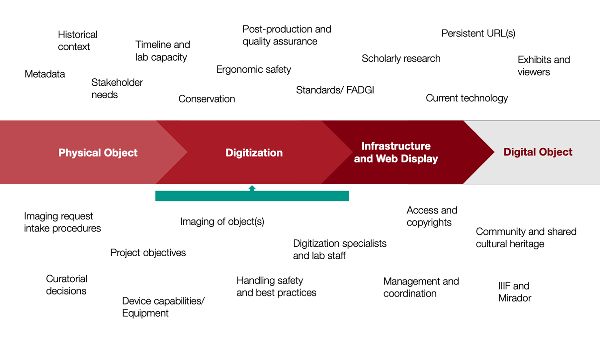 Historical
context
Timeline and
lab capacity
Post-production and
quality assurance
Persistent URL(s)
Scholarly research
Exhibits and
viewers
Metadata
Stakeholder
needs
Ergonomic safety
Conservation
Standards/ FADGI
Current technology
Physical Object
Digitization
Infrastructure
and Web Display
Digital Object
Imaging request
intake procedures
Imaging of object(s)
Access and
copyrights
Community and shared
cultural heritage
Project objectives
Digitization specialists
and lab staff
Curatorial
decisions
Device capabilities/
Equipment
Handling safety
and best practices
Management and
coordination
IIIF and
Mirador